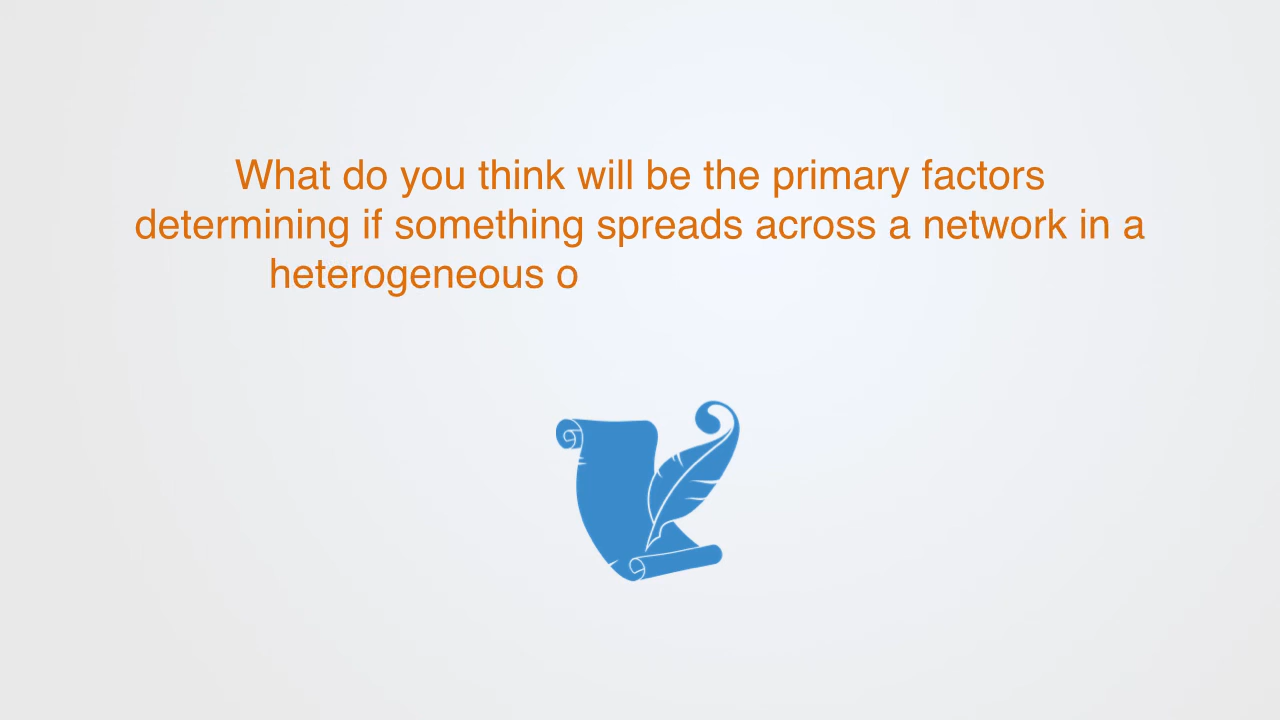 What do you think will be the primary factors
determining if something spreads across a network in a
heterogeneous o